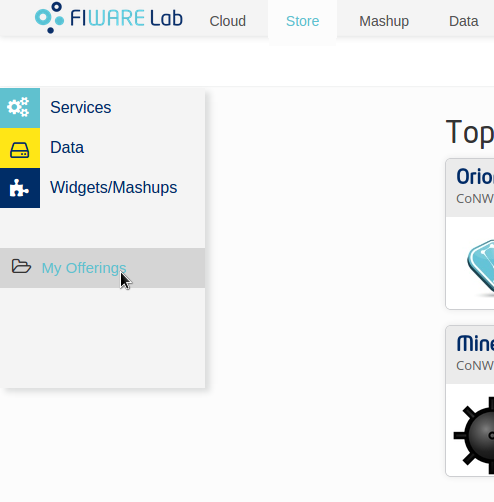 FIWARE Lab Cloud Store Mashup Data
Services
Data
Widgets/Mashups
My Offerings
Top
Orio
CoNW
Mine
CoNW